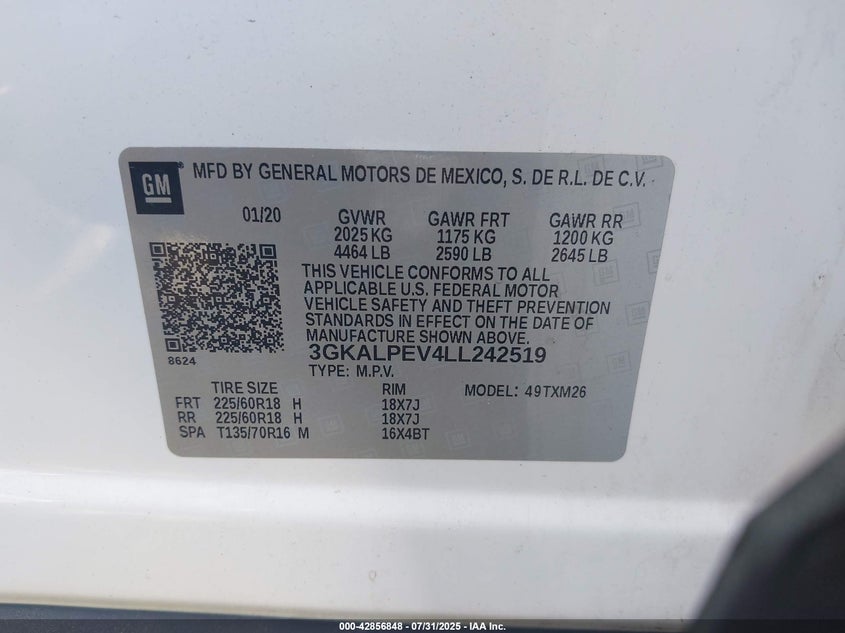 GM
MFD BY GENERAL MOTORS DE MEXICO, S. DE R.L. DE C.V.
01/20 GVWR GAWR FRT GAWR RR
2025 KG 1175 KG 1200 KG
4464 LB 2590 LB 2645 LB
THIS VEHICLE CONFORMS TO ALL
APPLICABLE U.S. FEDERAL MOTOR
VEHICLE SAFETY AND THEFT PREVENTION
STANDARDS IN EFFECT ON THE DATE OF
MANUFACTURE SHOWN ABOVE.
8624
3GKALPEV4LL242519
TYPE: M.P.V.
TIRE SIZE RIM MODEL: 49TXM26
FRT 225/60R18 H 18X7J
RR 225/60R18 H 18X7J
SPA T135/70R16 M 16X4BT
000-42856848 - 07/31/2025 - IAA Inc.